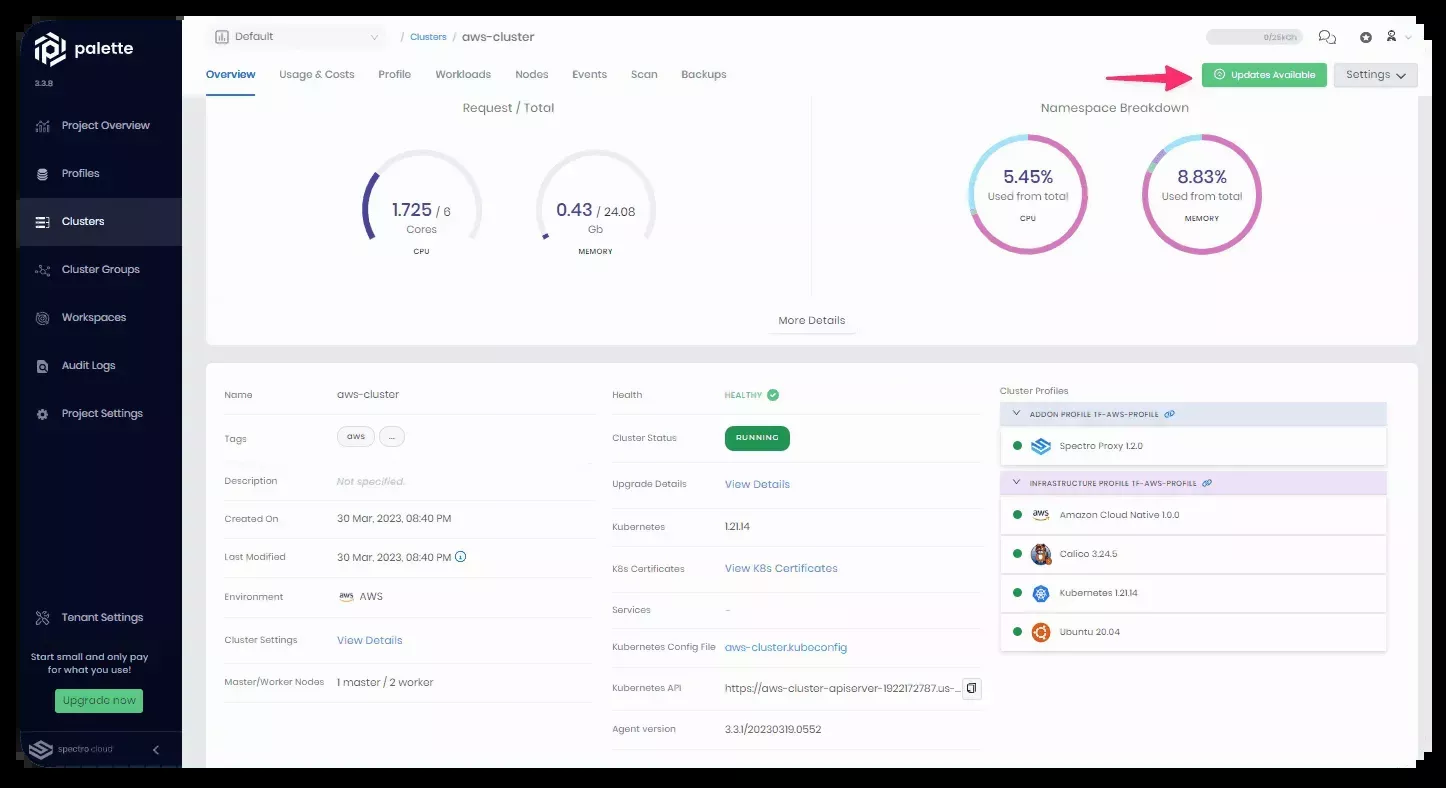 palette
3.3.8
Project Overview
Profiles
Clusters
Cluster Groups
Workspaces
Audit Logs
Project Settings
Tenant Settings
Start small and only pay
for what you use!
Upgrade now
spectro cloud
Default
/ Clusters / aws-cluster
0/25kCh
Overview
Usage & Costs
Profile
Workloads
Nodes
Events
Scan
Backups
Updates Available
Settings
Request / Total
1.725 / 6
Cores
CPU
0.43 / 24.08
Gb
MEMORY
Namespace Breakdown
5.45%
Used from total
CPU
8.83%
Used from total
MEMORY
More Details
Name aws-cluster
Tags aws ...
Description Not specified.
Created On 30 Mar, 2023, 08:40 PM
Last Modified 30 Mar, 2023, 08:40 PM
Environment aws AWS
Cluster Settings View Details
Master/Worker Nodes 1 master / 2 worker
Health HEALTHY
Cluster Status RUNNING
Upgrade Details View Details
Kubernetes 1.21.14
K8s Certificates View K8s Certificates
Services -
Kubernetes Config File aws-cluster.kubeconfig
Kubernetes API https://aws-cluster-apiserver-1922172787.us-...
Agent version 3.3.1/20230319.0552
Cluster Profiles
ADDON PROFILE TF-AWS-PROFILE
Spectro Proxy 1.2.0
INFRASTRUCTURE PROFILE TF-AWS-PROFILE
aws Amazon Cloud Native 1.0.0
Calico 3.24.5
Kubernetes 1.21.14
Ubuntu 20.04